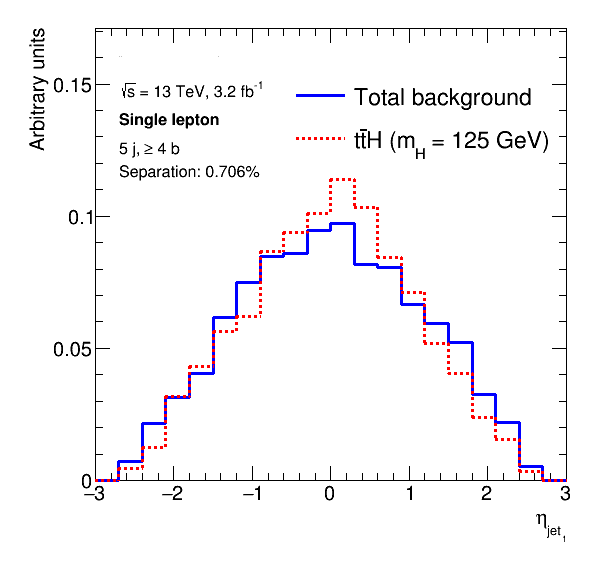 Arbitrary units
√s = 13 TeV, 3.2 fb⁻¹
Single lepton
5 j, ≥ 4 b
Separation: 0.706%
Total background
tt̄H (m_H = 125 GeV)
0.15
0.1
0.05
0
−3 −2 −1 0 1 2 3
η_jet₁